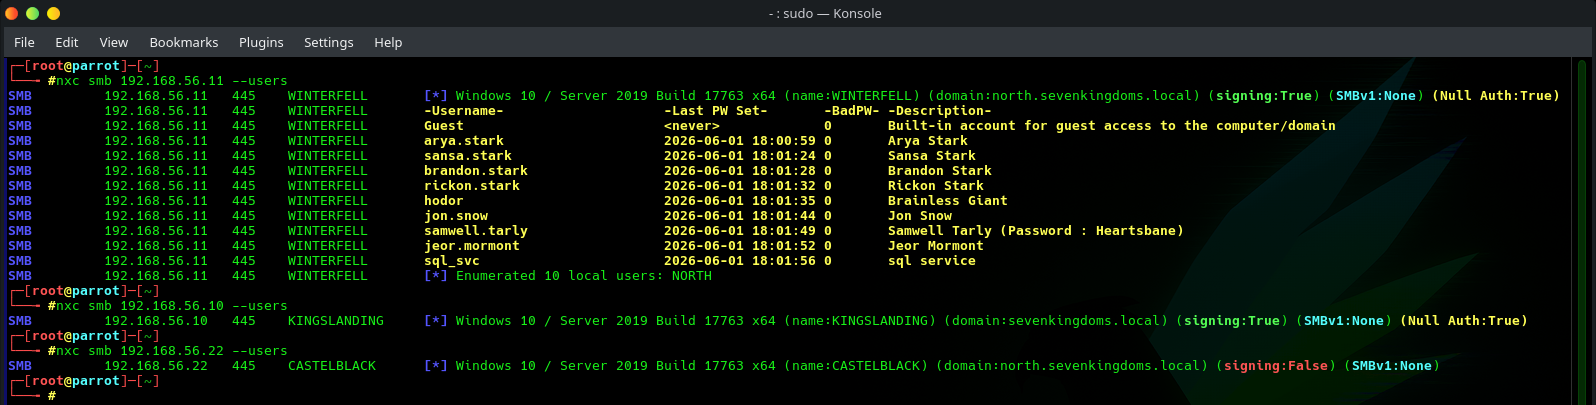 - : sudo — Konsole
File Edit View Bookmarks Plugins Settings Help
┌─[root@parrot]─[~]
└──╼ #nxc smb 192.168.56.11 --users
SMB         192.168.56.11   445    WINTERFELL       [*] Windows 10 / Server 2019 Build 17763 x64 (name:WINTERFELL) (domain:north.sevenkingdoms.local) (signing:True) (SMBv1:None) (Null Auth:True)
SMB         192.168.56.11   445    WINTERFELL       -Username-                    -Last PW Set-       -BadPW- -Description-
SMB         192.168.56.11   445    WINTERFELL       Guest                         <never>             0       Built-in account for guest access to the computer/domain
SMB         192.168.56.11   445    WINTERFELL       arya.stark                    2026-06-01 18:00:59 0       Arya Stark
SMB         192.168.56.11   445    WINTERFELL       sansa.stark                   2026-06-01 18:01:24 0       Sansa Stark
SMB         192.168.56.11   445    WINTERFELL       brandon.stark                 2026-06-01 18:01:28 0       Brandon Stark
SMB         192.168.56.11   445    WINTERFELL       rickon.stark                  2026-06-01 18:01:32 0       Rickon Stark
SMB         192.168.56.11   445    WINTERFELL       hodor                         2026-06-01 18:01:35 0       Brainless Giant
SMB         192.168.56.11   445    WINTERFELL       jon.snow                      2026-06-01 18:01:44 0       Jon Snow
SMB         192.168.56.11   445    WINTERFELL       samwell.tarly                 2026-06-01 18:01:49 0       Samwell Tarly (Password : Heartsbane)
SMB         192.168.56.11   445    WINTERFELL       jeor.mormont                  2026-06-01 18:01:52 0       Jeor Mormont
SMB         192.168.56.11   445    WINTERFELL       sql_svc                       2026-06-01 18:01:56 0       sql service
SMB         192.168.56.11   445    WINTERFELL       [*] Enumerated 10 local users: NORTH
┌─[root@parrot]─[~]
└──╼ #nxc smb 192.168.56.10 --users
SMB         192.168.56.10   445    KINGSLANDING     [*] Windows 10 / Server 2019 Build 17763 x64 (name:KINGSLANDING) (domain:sevenkingdoms.local) (signing:True) (SMBv1:None) (Null Auth:True)
┌─[root@parrot]─[~]
└──╼ #nxc smb 192.168.56.22 --users
SMB         192.168.56.22   445    CASTELBLACK      [*] Windows 10 / Server 2019 Build 17763 x64 (name:CASTELBLACK) (domain:north.sevenkingdoms.local) (signing:False) (SMBv1:None)
┌─[root@parrot]─[~]
└──╼ #